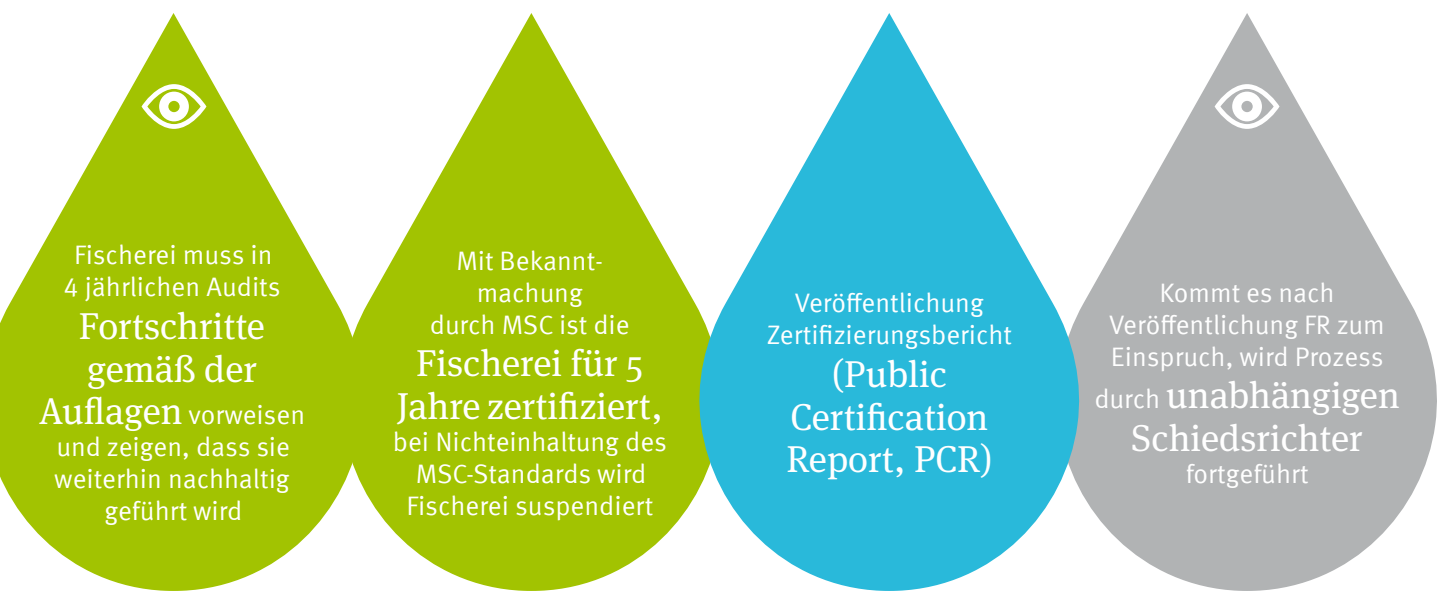 Fischerei muss in
4 jährlichen Audits
Fortschritte
gemäß der
Auflagen vorweisen
und zeigen, dass sie
weiterhin nachhaltig
geführt wird
Mit Bekannt-
machung
durch MSC ist die
Fischerei für 5
Jahre zertifiziert,
bei Nichteinhaltung des
MSC-Standards wird
Fischerei suspendiert
Veröffentlichung
Zertifizierungsbericht
(Public
Certification
Report, PCR)
Kommt es nach
Veröffentlichung FR zum
Einspruch, wird Prozess
durch unabhängigen
Schiedsrichter
fortgeführt